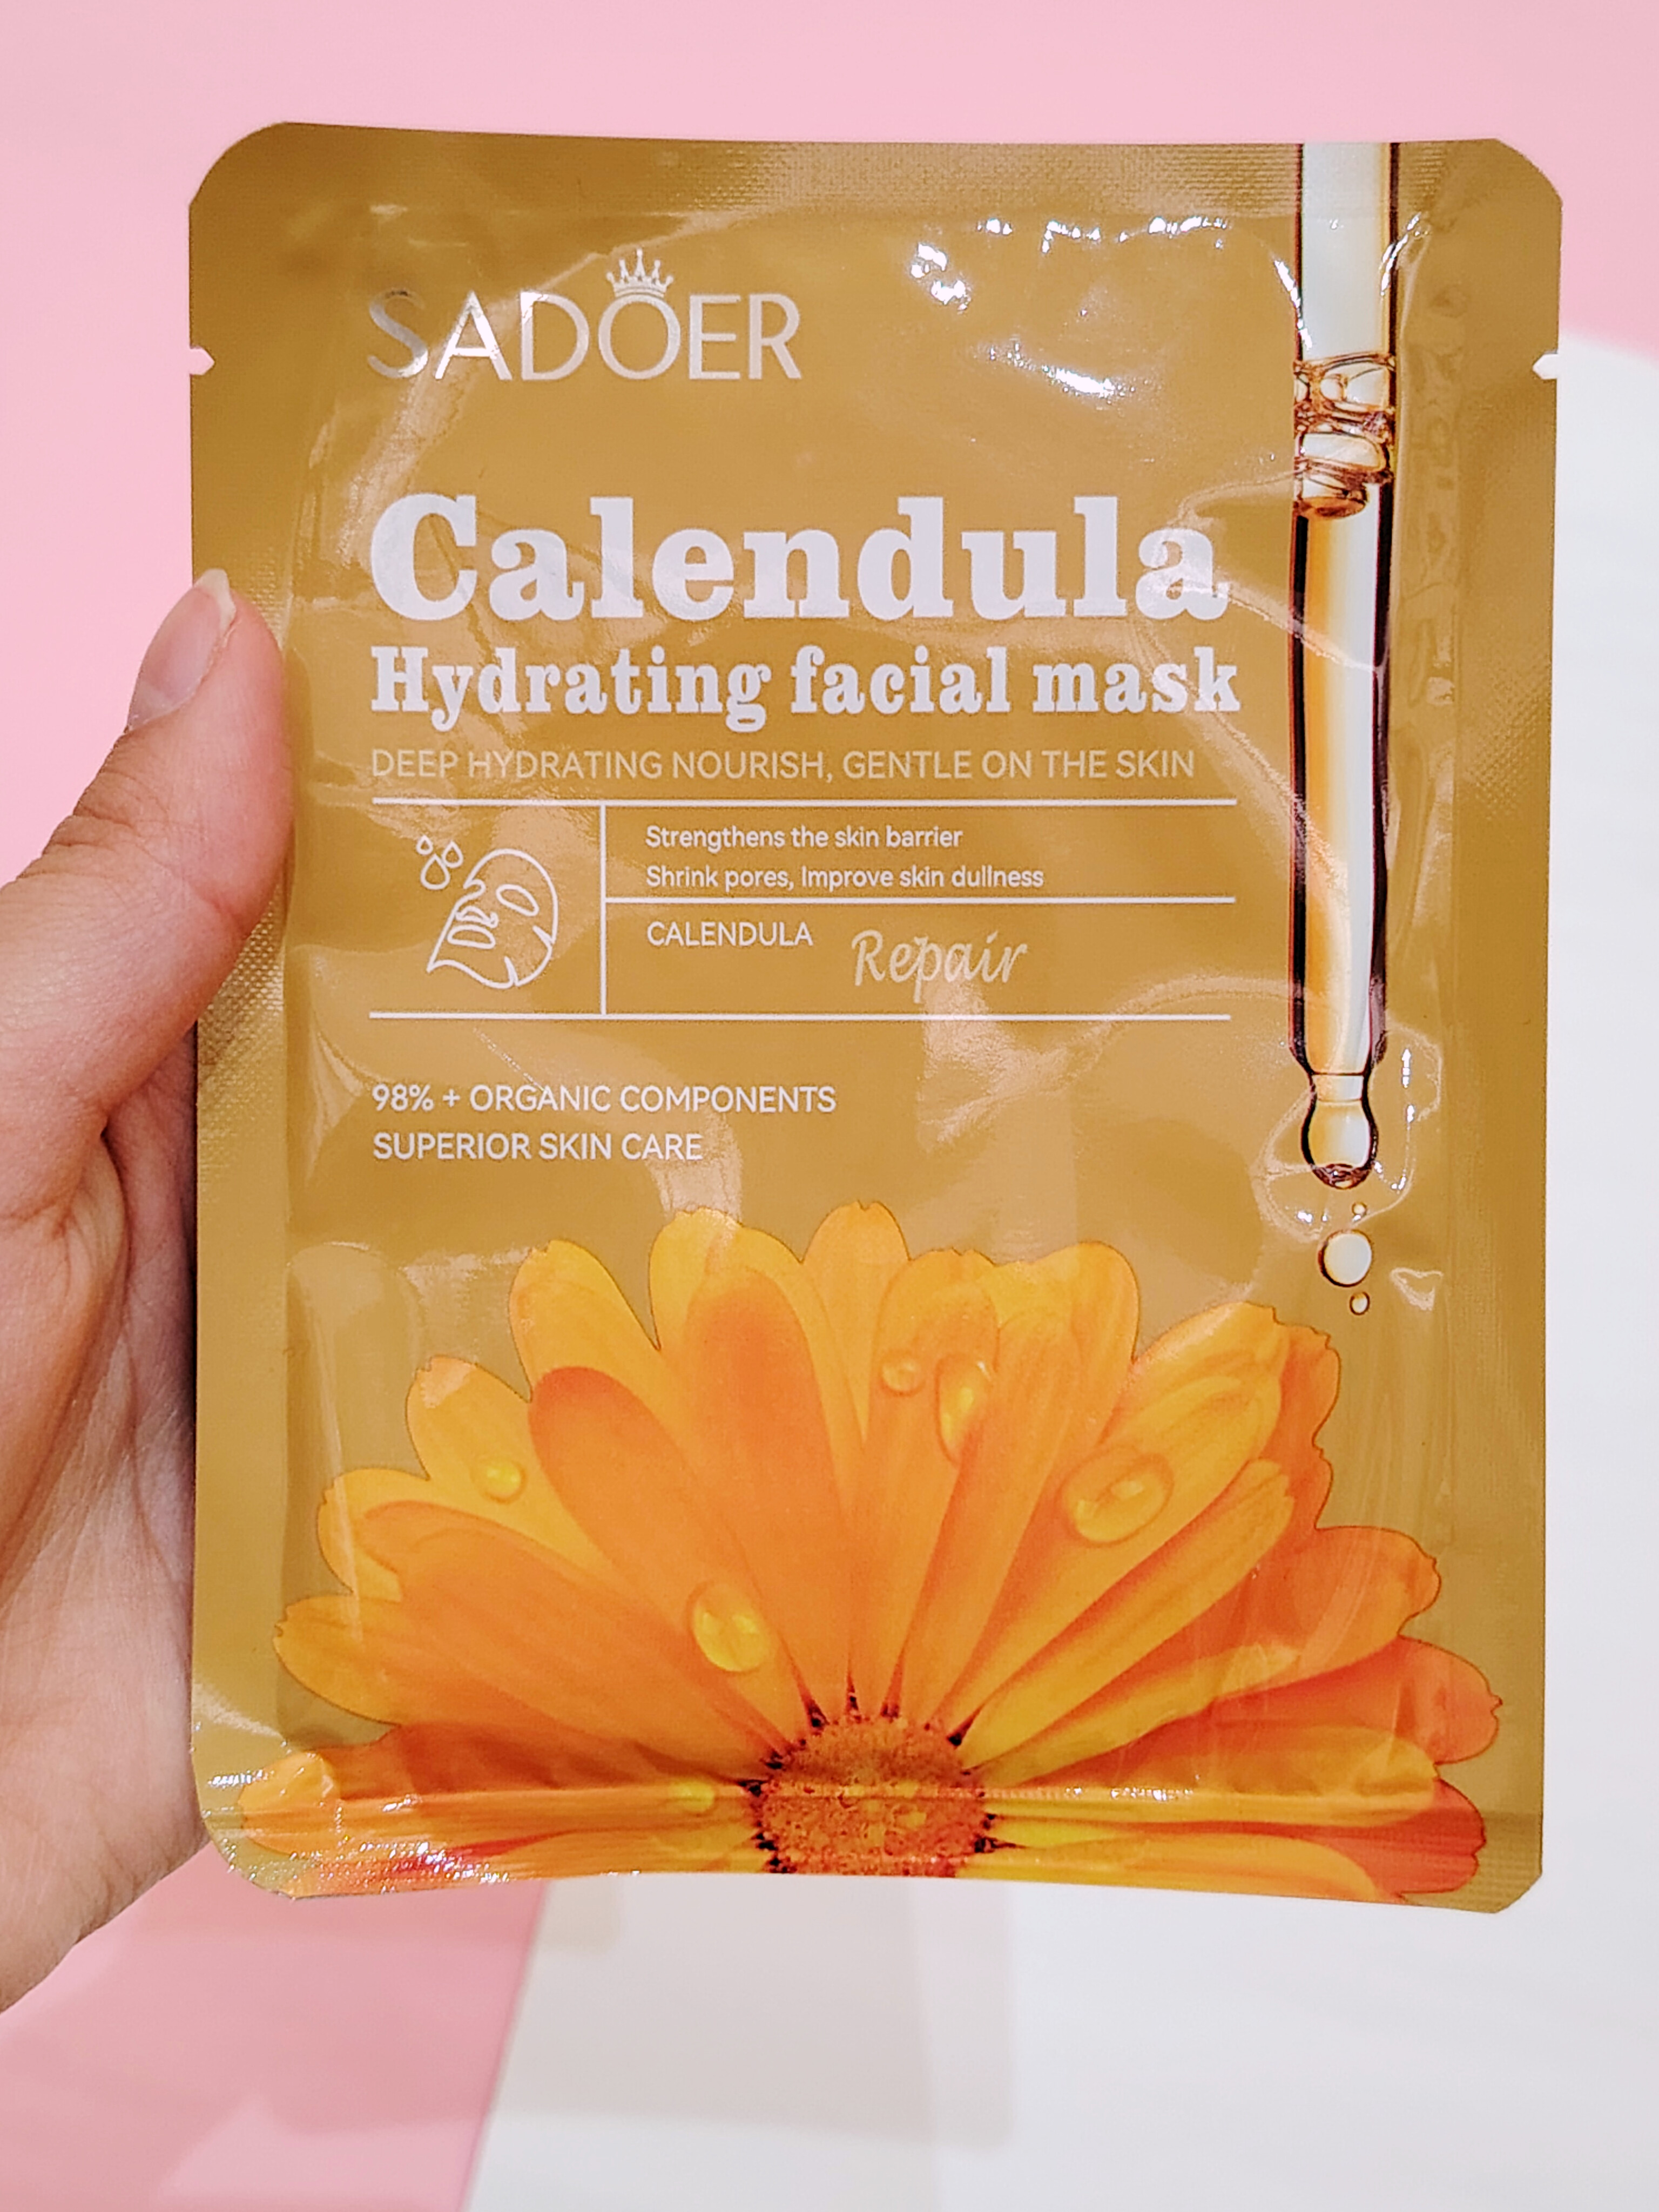 SADOER
Calendula
Hydrating facial mask
DEEP HYDRATING NOURISH, GENTLE ON THE SKIN
Strengthens the skin barrier
Shrink pores, Improve skin dullness
CALENDULA Repair
98% + ORGANIC COMPONENTS
SUPERIOR SKIN CARE